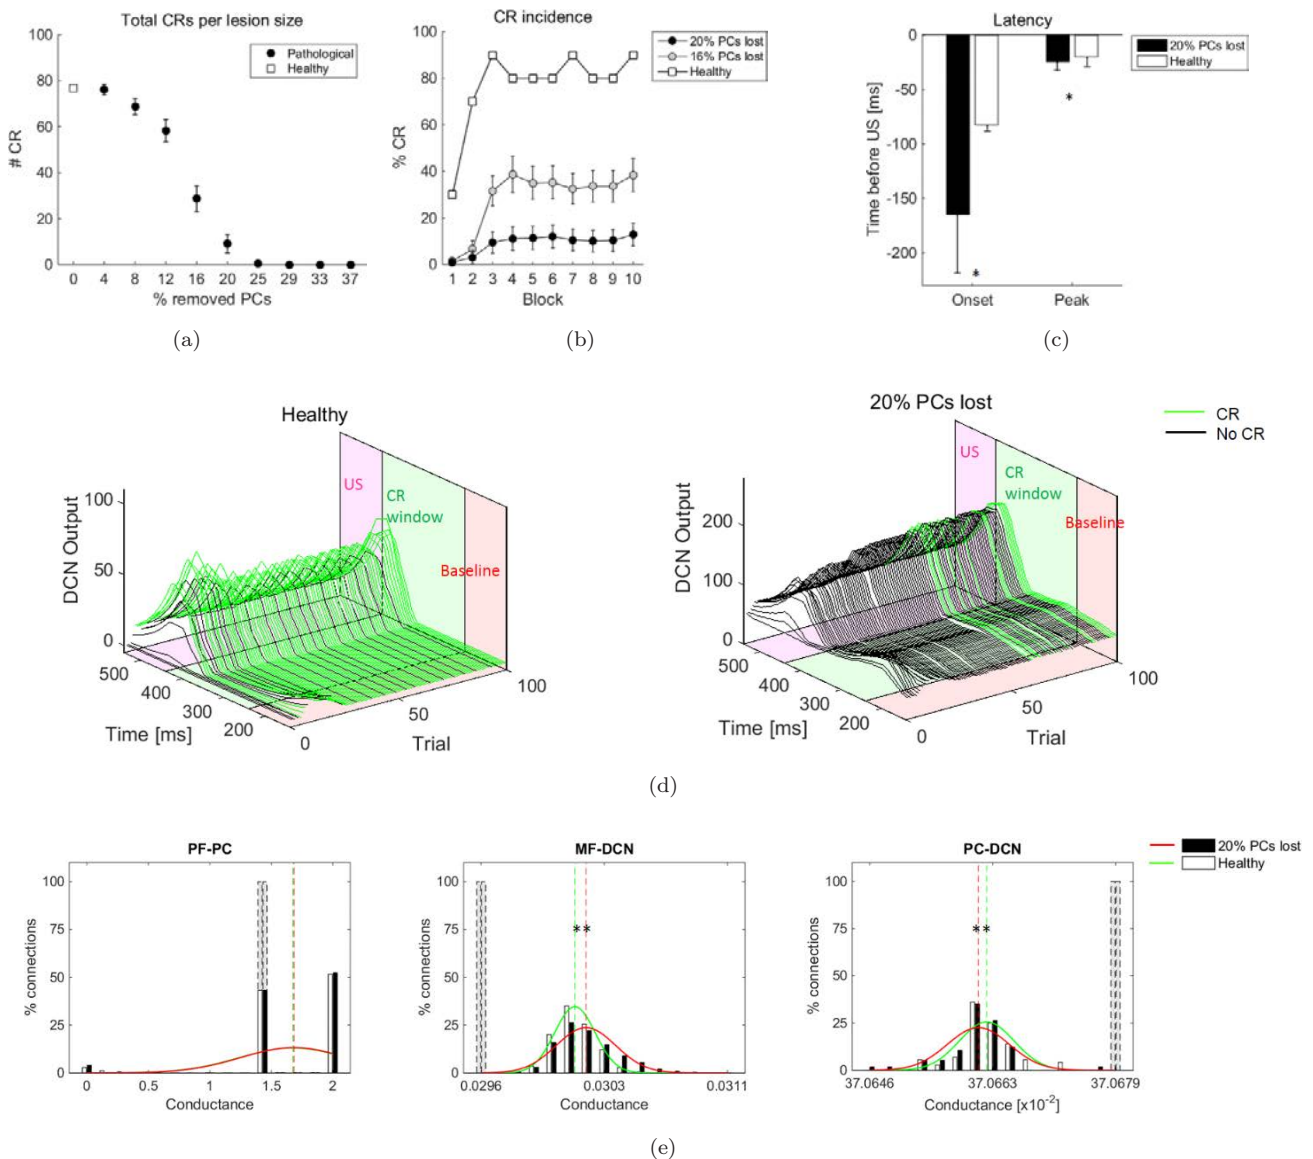 Total CRs per lesion size
100
80
60
40
20
0
# CR
Pathological
Healthy
0 4 8 12 16 20 25 29 33 37
% removed PCs
(a)
CR incidence
100
80
60
40
20
0
% CR
20% PCs lost
16% PCs lost
Healthy
1 2 3 4 5 6 7 8 9 10
Block
(b)
Latency
0
-50
-100
-150
-200
Time before US [ms]
20% PCs lost
Healthy
*
*
Onset Peak
(c)
Healthy
100
50
0
DCN Output
US
CR
window
Baseline
500
400
300
200
Time [ms]
0
50
100
Trial
20% PCs lost
200
100
0
DCN Output
US
CR
window
Baseline
500
400
300
200
Time [ms]
0
50
100
Trial
CR
No CR
(d)
PF-PC
100
75
50
25
0
% connections
0 0.5 1 1.5 2
Conductance
MF-DCN
100
75
50
25
0
% connections
**
0.0296 0.0303 0.0311
Conductance
PC-DCN
100
75
50
25
0
% connections
**
37.0646 37.0663 37.0679
Conductance [x10⁻²]
20% PCs lost
Healthy
(e)